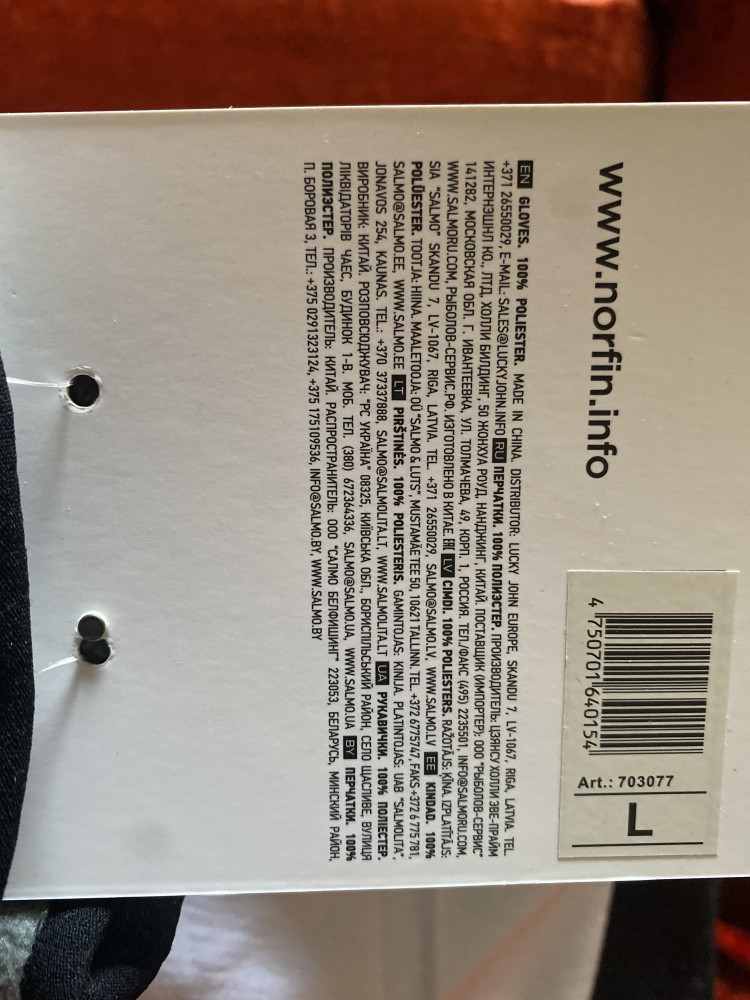 www.norfin.info
EN GLOVES. 100% POLIESTER. MADE IN CHINA. DISTRIBUTOR: LUCKY JOHN EUROPE, SKANDU 7, LV-1067, RIGA, LATVIA. TEL.
+371 26550029, E-MAIL: SALES@LUCKYJOHN.INFO RU ПЕРЧАТКИ. 100% ПОЛИЭСТЕР. ПРОИЗВОДИТЕЛЬ: ЦЗЯНСУ ХОЛЛИ ЭВЕ-ПРАЙМ
ИНТЕРНЭШНЛ КО., ЛТД, ХОЛЛИ БИЛДИНГ, 50 ЖОНХУА РОУД, НАНДЖИНГ, КИТАЙ. ПОСТАВЩИК (ИМПОРТЕР): ООО "РЫБОЛОВ-СЕРВИС"
141282, МОСКОВСКАЯ ОБЛ. Г. ИВАНТЕЕВКА, УЛ. ТОЛМАЧЕВА, 49, КОРП. 1, РОССИЯ. ТЕЛ./ФАКС (495) 2235501, INFO@SALMORU.COM,
WWW.SALMORU.COM, РЫБОЛОВ-СЕРВИС.РФ. ИЗГОТОВЛЕНО В КИТАЕ. EAC LV CIMDI. 100% POLIESTERS. RAŽOTĀJS: ĶĪNA. IZPLATĪTĀJS:
SIA "SALMO" SKANDU 7, LV-1067, RIGA, LATVIA. TEL. +371 26550029, SALMO@SALMO.LV, WWW.SALMO.LV EE KINDAD. 100%
POLÜESTER. TOOTJA: HIINA. MAALETOOJA: OÜ "SALMO & LUTS", MUSTAMÄE TEE 50, 10621 TALLINN. TEL. +372 6775747, FAKS +372 6 775 781,
SALMO@SALMO.EE, WWW.SALMO.EE LT PIRŠTINĖS. 100% POLIESTERIS. GAMINTOJAS: KINIJA. PLATINTOJAS: UAB "SALMOLITA",
JONAVOS 254, KAUNAS. TEL.: +370 37337888, SALMO@SALMOLITA.LT, WWW.SALMOLITA.LT UA РУКАВИЧКИ. 100% ПОЛІЕСТЕР.
ВИРОБНИК: КИТАЙ. РОЗПОВСЮДЖУВАЧ: "РС УКРАЇНА" 08325, КИЇВСЬКА ОБЛ., БОРИСПІЛЬСЬКИЙ РАЙОН, СЕЛО ЩАСЛИВЕ, ВУЛИЦЯ
ЛІКВІДАТОРІВ ЧАЕС, БУДИНОК 1-В. МОБ. ТЕЛ. (380) 672364336, SALMO@SALMO.UA, WWW.SALMO.UA BY ПЕРЧАТКИ. 100%
ПОЛИЭСТЕР. ПРОИЗВОДИТЕЛЬ: КИТАЙ. РАСПРОСТРАНИТЕЛЬ: ООО "САЛМО БЕЛФИШИНГ" 223053, БЕЛАРУСЬ, МИНСКИЙ РАЙОН,
П. БОРОВАЯ 3, ТЕЛ.: +375 0291323124, +375 175109536, INFO@SALMO.BY, WWW.SALMO.BY
4 750701 640154
Art.: 703077
L